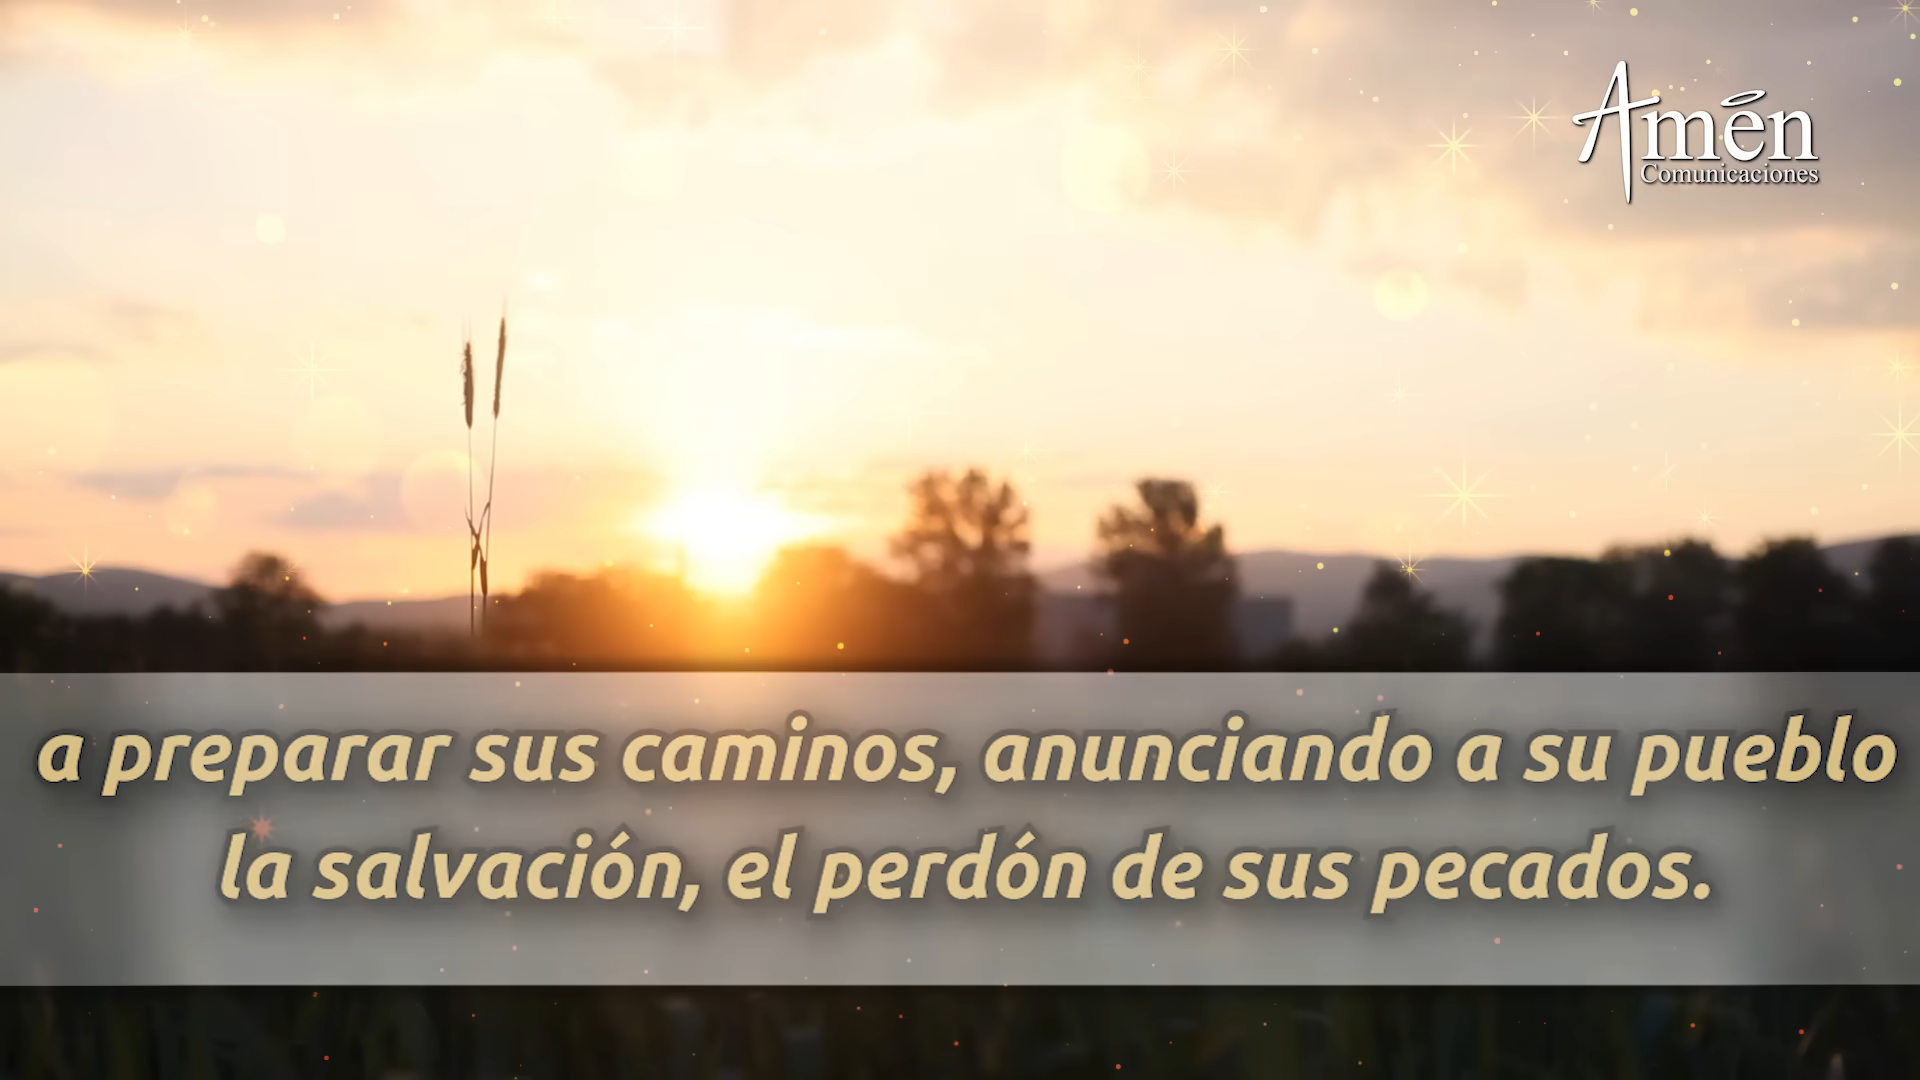 Amén
Comunicaciones
a preparar sus caminos, anunciando a su pueblo
la salvación, el perdón de sus pecados.